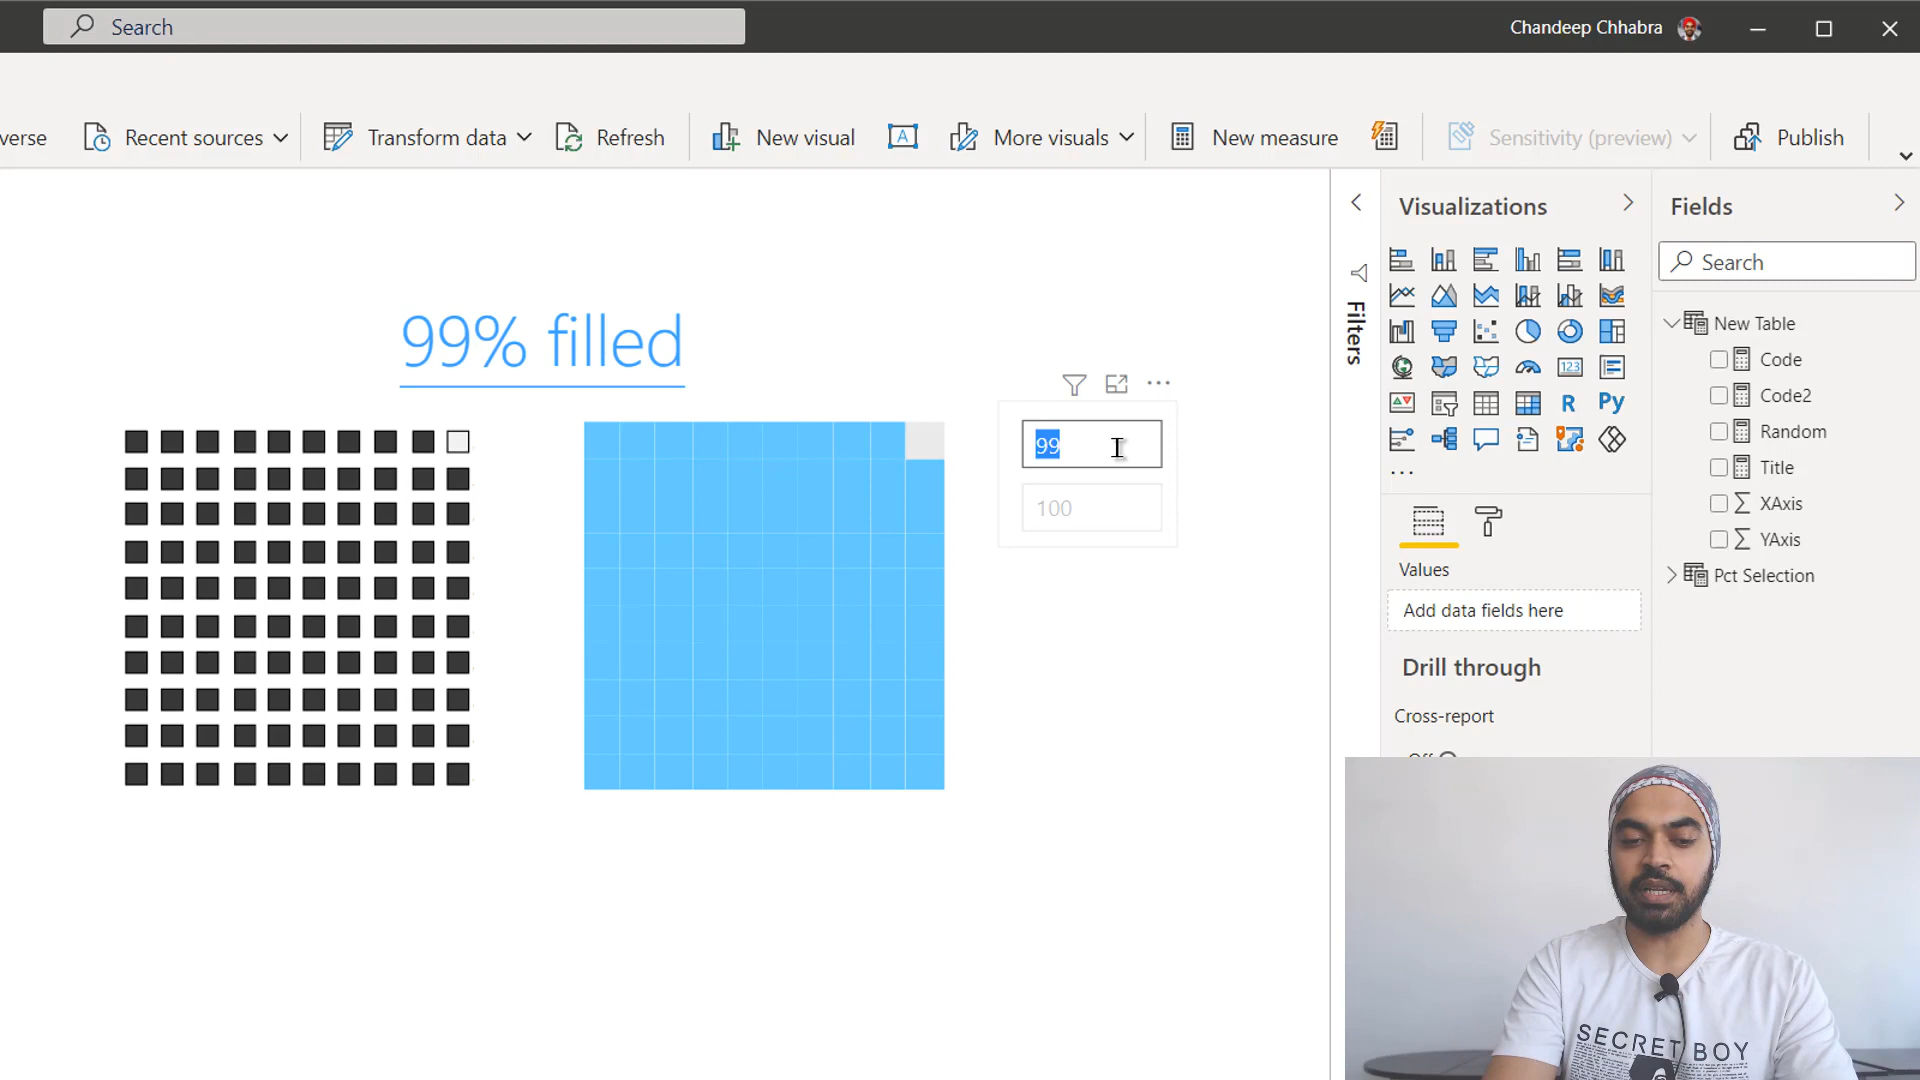 Search
Chandeep Chhabra
verse
Recent sources
Transform data
Refresh
New visual
A
More visuals
New measure
Sensitivity (preview)
Publish
Visualizations
Fields
Search
Filters
99% filled
99
100
123
R
Py
Values
Add data fields here
Drill through
Cross-report
New Table
Code
Code2
Random
Title
XAxis
YAxis
Pct Selection
SECRET BOY